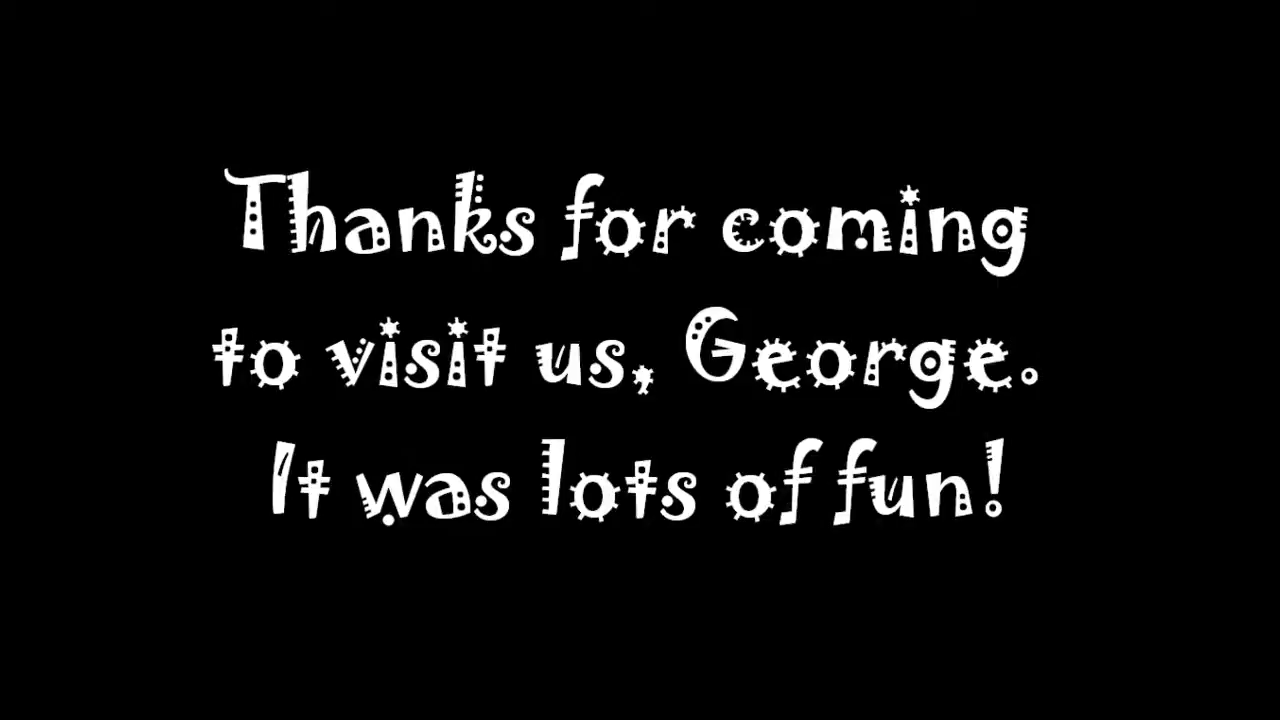 Thanks for coming
to visit us, George.
It was lots of fun!